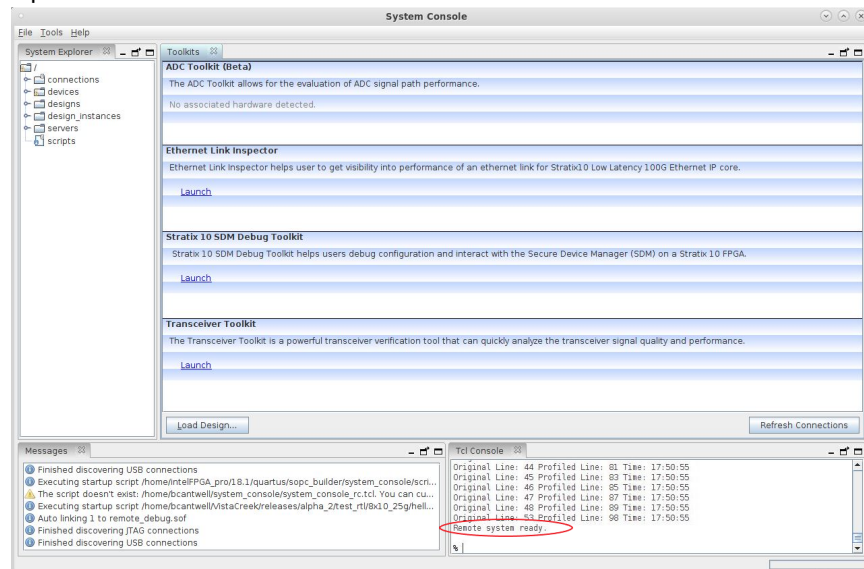 System Console
File Tools Help
System Explorer
/
connections
devices
designs
design_instances
servers
scripts
Toolkits
ADC Toolkit (Beta)
The ADC Toolkit allows for the evaluation of ADC signal path performance.
No associated hardware detected.
Ethernet Link Inspector
Ethernet Link Inspector helps user to get visibility into performance of an ethernet link for Stratix10 Low Latency 100G Ethernet IP core.
Launch
Stratix 10 SDM Debug Toolkit
Stratix 10 SDM Debug Toolkit helps users debug configuration and interact with the Secure Device Manager (SDM) on a Stratix 10 FPGA.
Launch
Transceiver Toolkit
The Transceiver Toolkit is a powerful transceiver verification tool that can quickly analyze the transceiver signal quality and performance.
Launch
Load Design...
Refresh Connections
Messages
Finished discovering USB connections
Executing startup script /home/intelFPGA_pro/18.1/quartus/sopc_builder/system_console/scri...
The script doesn't exist: /home/bcantwell/system_console/system_console_rc.tcl. You can cu...
Executing startup script /home/bcantwell/VistaCreek/releases/alpha_2/test_rtl/8x10_25g/hell...
Auto linking 1 to remote_debug.sof
Finished discovering JTAG connections
Finished discovering USB connections
Tcl Console
Original Line: 44 Profiled Line: 81 Time: 17:50:55
Original Line: 45 Profiled Line: 83 Time: 17:50:55
Original Line: 46 Profiled Line: 85 Time: 17:50:55
Original Line: 47 Profiled Line: 87 Time: 17:50:55
Original Line: 48 Profiled Line: 89 Time: 17:50:55
Original Line: 53 Profiled Line: 98 Time: 17:50:55
Remote system ready.
%